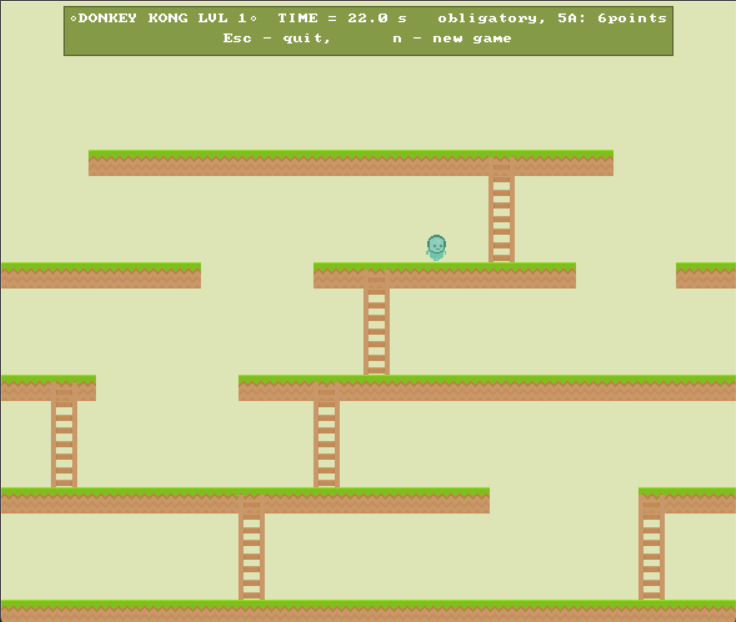 ◦DONKEY KONG LVL 1◦ TIME = 22.0 s obligatory, 5A: 6points
Esc - quit, n - new game